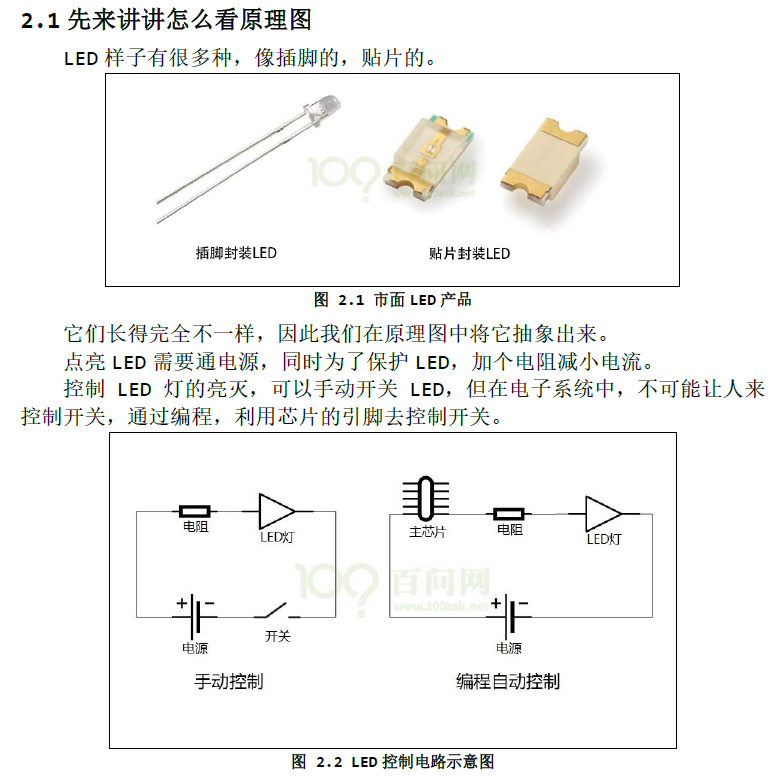 2.1 先来讲讲怎么看原理图
LED 样子有很多种，像插脚的，贴片的。
100 百问网
www.100ask.net
插脚封装LED
贴片封装LED
图 2.1 市面 LED 产品
它们长得完全不一样，因此我们在原理图中将它抽象出来。
点亮 LED 需要通电源，同时为了保护 LED，加个电阻减小电流。
控制 LED 灯的亮灭，可以手动开关 LED，但在电子系统中，不可能让人来
控制开关，通过编程，利用芯片的引脚去控制开关。
电阻
LED灯
+ -
电源
开关
手动控制
主芯片
电阻
LED灯
+ -
电源
编程自动控制
100 百问网
www.100ask.net
图 2.2 LED 控制电路示意图